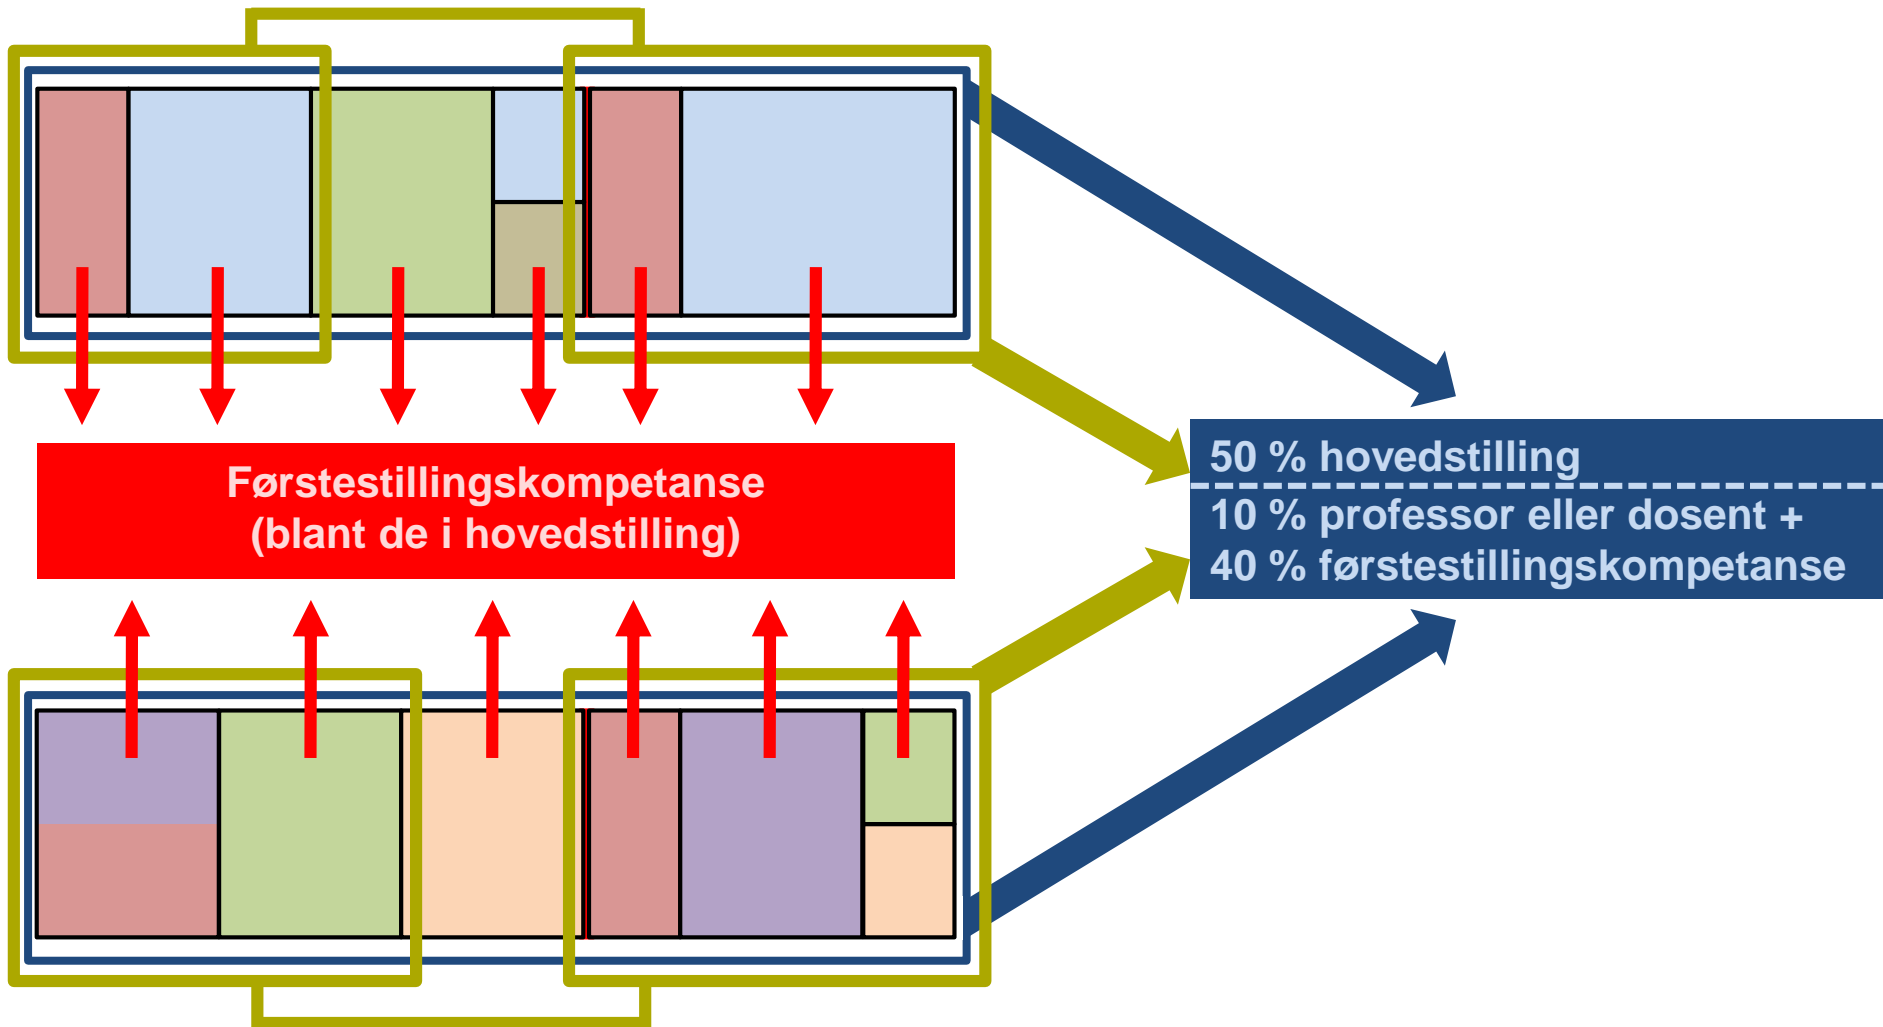 Førstestillingskompetanse
(blant de i hovedstilling)
50 % hovedstilling
10 % professor eller dosent +
40 % førstestillingskompetanse